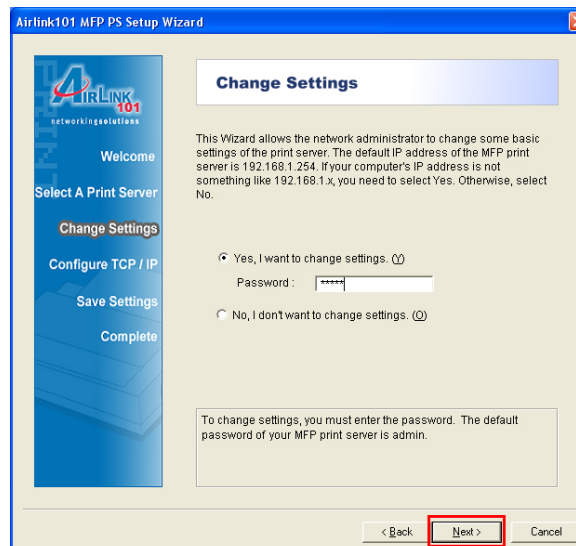 Airlink101 MFP PS Setup Wizard
AIRLINK
101
networkingsolutions
Welcome
Select A Print Server
Change Settings
Configure TCP / IP
Save Settings
Complete
Change Settings
This Wizard allows the network administrator to change some basic
settings of the print server. The default IP address of the MFP print
server is 192.168.1.254. If your computer's IP address is not
something like 192.168.1.x, you need to select Yes. Otherwise, select
No.
Yes, I want to change settings. (Y)
Password : *****
No, I don't want to change settings. (O)
To change settings, you must enter the password. The default
password of your MFP print server is admin.
< Back Next > Cancel